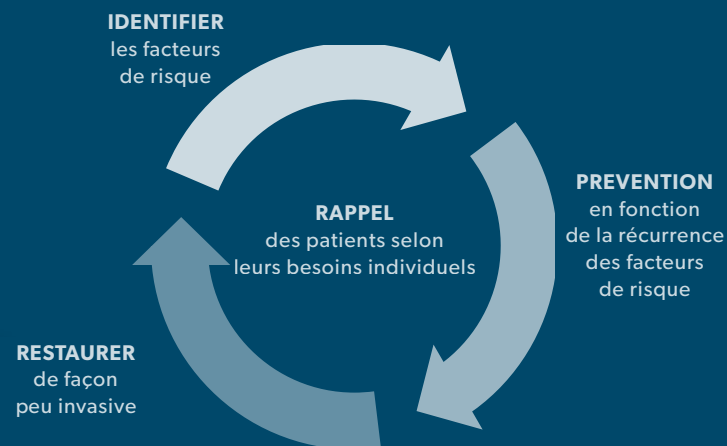 IDENTIFIER
les facteurs
de risque
PREVENTION
en fonction
de la récurrence
des facteurs
de risque
RAPPEL
des patients selon
leurs besoins individuels
RESTAURER
de façon
peu invasive